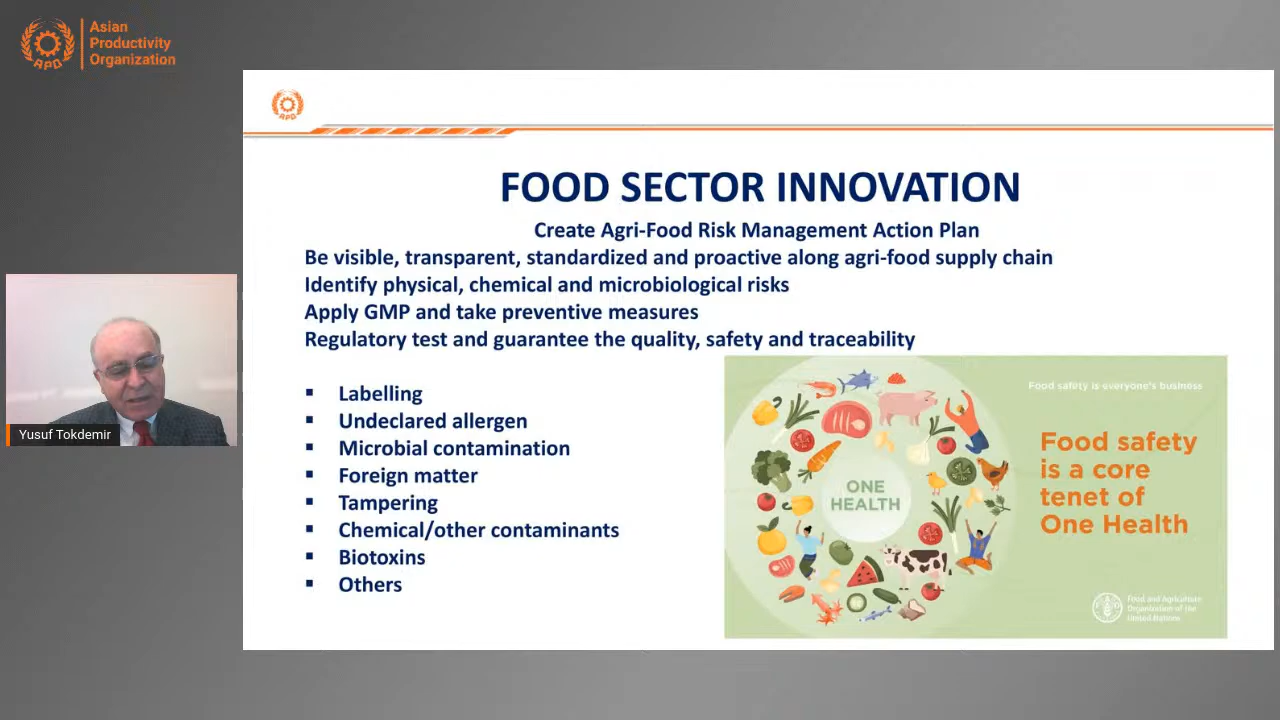 Asian
Productivity
Organization
APO
APO
FOOD SECTOR INNOVATION
Create Agri-Food Risk Management Action Plan
Be visible, transparent, standardized and proactive along agri-food supply chain
Identify physical, chemical and microbiological risks
Apply GMP and take preventive measures
Regulatory test and guarantee the quality, safety and traceability
▪ Labelling
▪ Undeclared allergen
▪ Microbial contamination
▪ Foreign matter
▪ Tampering
▪ Chemical/other contaminants
▪ Biotoxins
▪ Others
Food safety is everyone's business
ONE
HEALTH
Food safety
is a core
tenet of
One Health
Food and Agriculture
Organization of the
United Nations
Yusuf Tokdemir